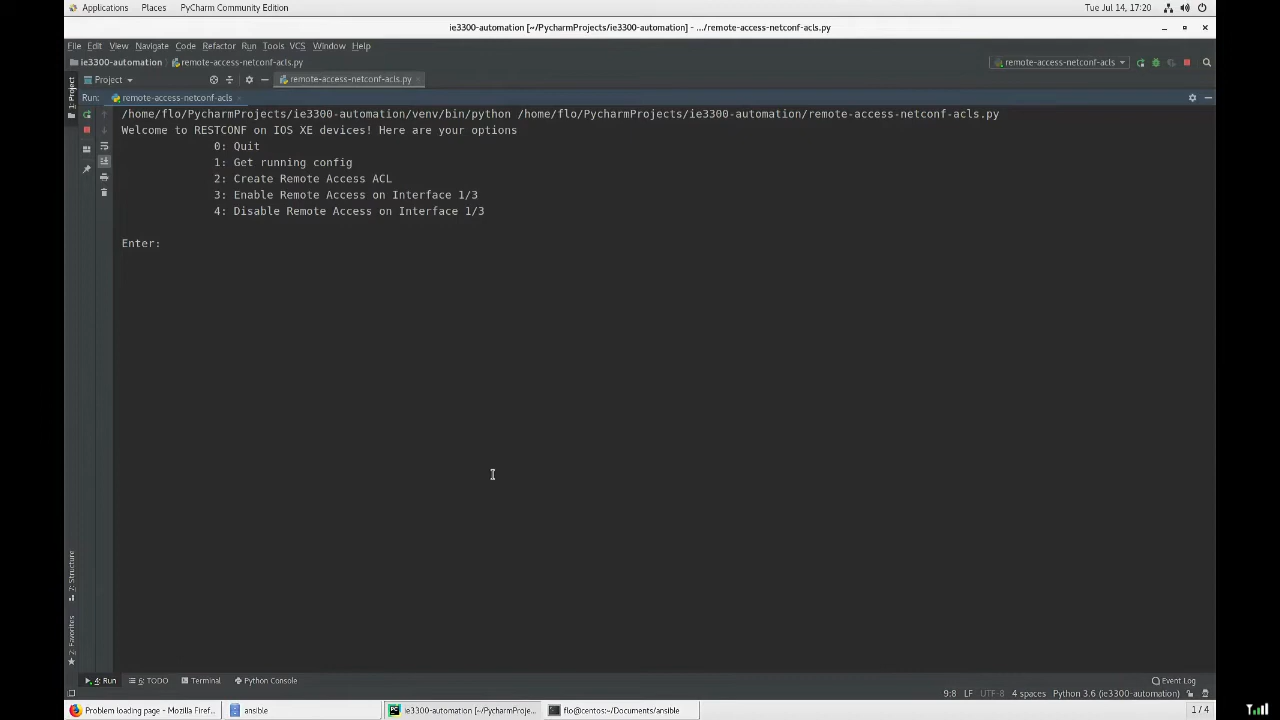 Applications Places PyCharm Community Edition Tue Jul 14, 17:20
ie3300-automation [~/PycharmProjects/ie3300-automation] - .../remote-access-netconf-acls.py
File Edit View Navigate Code Refactor Run Tools VCS Window Help
ie3300-automation remote-access-netconf-acls.py remote-access-netconf-acls
1: Project Project remote-access-netconf-acls.py
Run: remote-access-netconf-acls
/home/flo/PycharmProjects/ie3300-automation/venv/bin/python /home/flo/PycharmProjects/ie3300-automation/remote-access-netconf-acls.py
Welcome to RESTCONF on IOS XE devices! Here are your options
0: Quit
1: Get running config
2: Create Remote Access ACL
3: Enable Remote Access on Interface 1/3
4: Disable Remote Access on Interface 1/3
Enter:
7: Structure
2: Favorites
4: Run 6: TODO Terminal Python Console Event Log
9:8 LF UTF-8 4 spaces Python 3.6 (ie3300-automation)
Problem loading page - Mozilla Firef... ansible ie3300-automation [~/PycharmProje... flo@centos:~/Documents/ansible 1 / 4